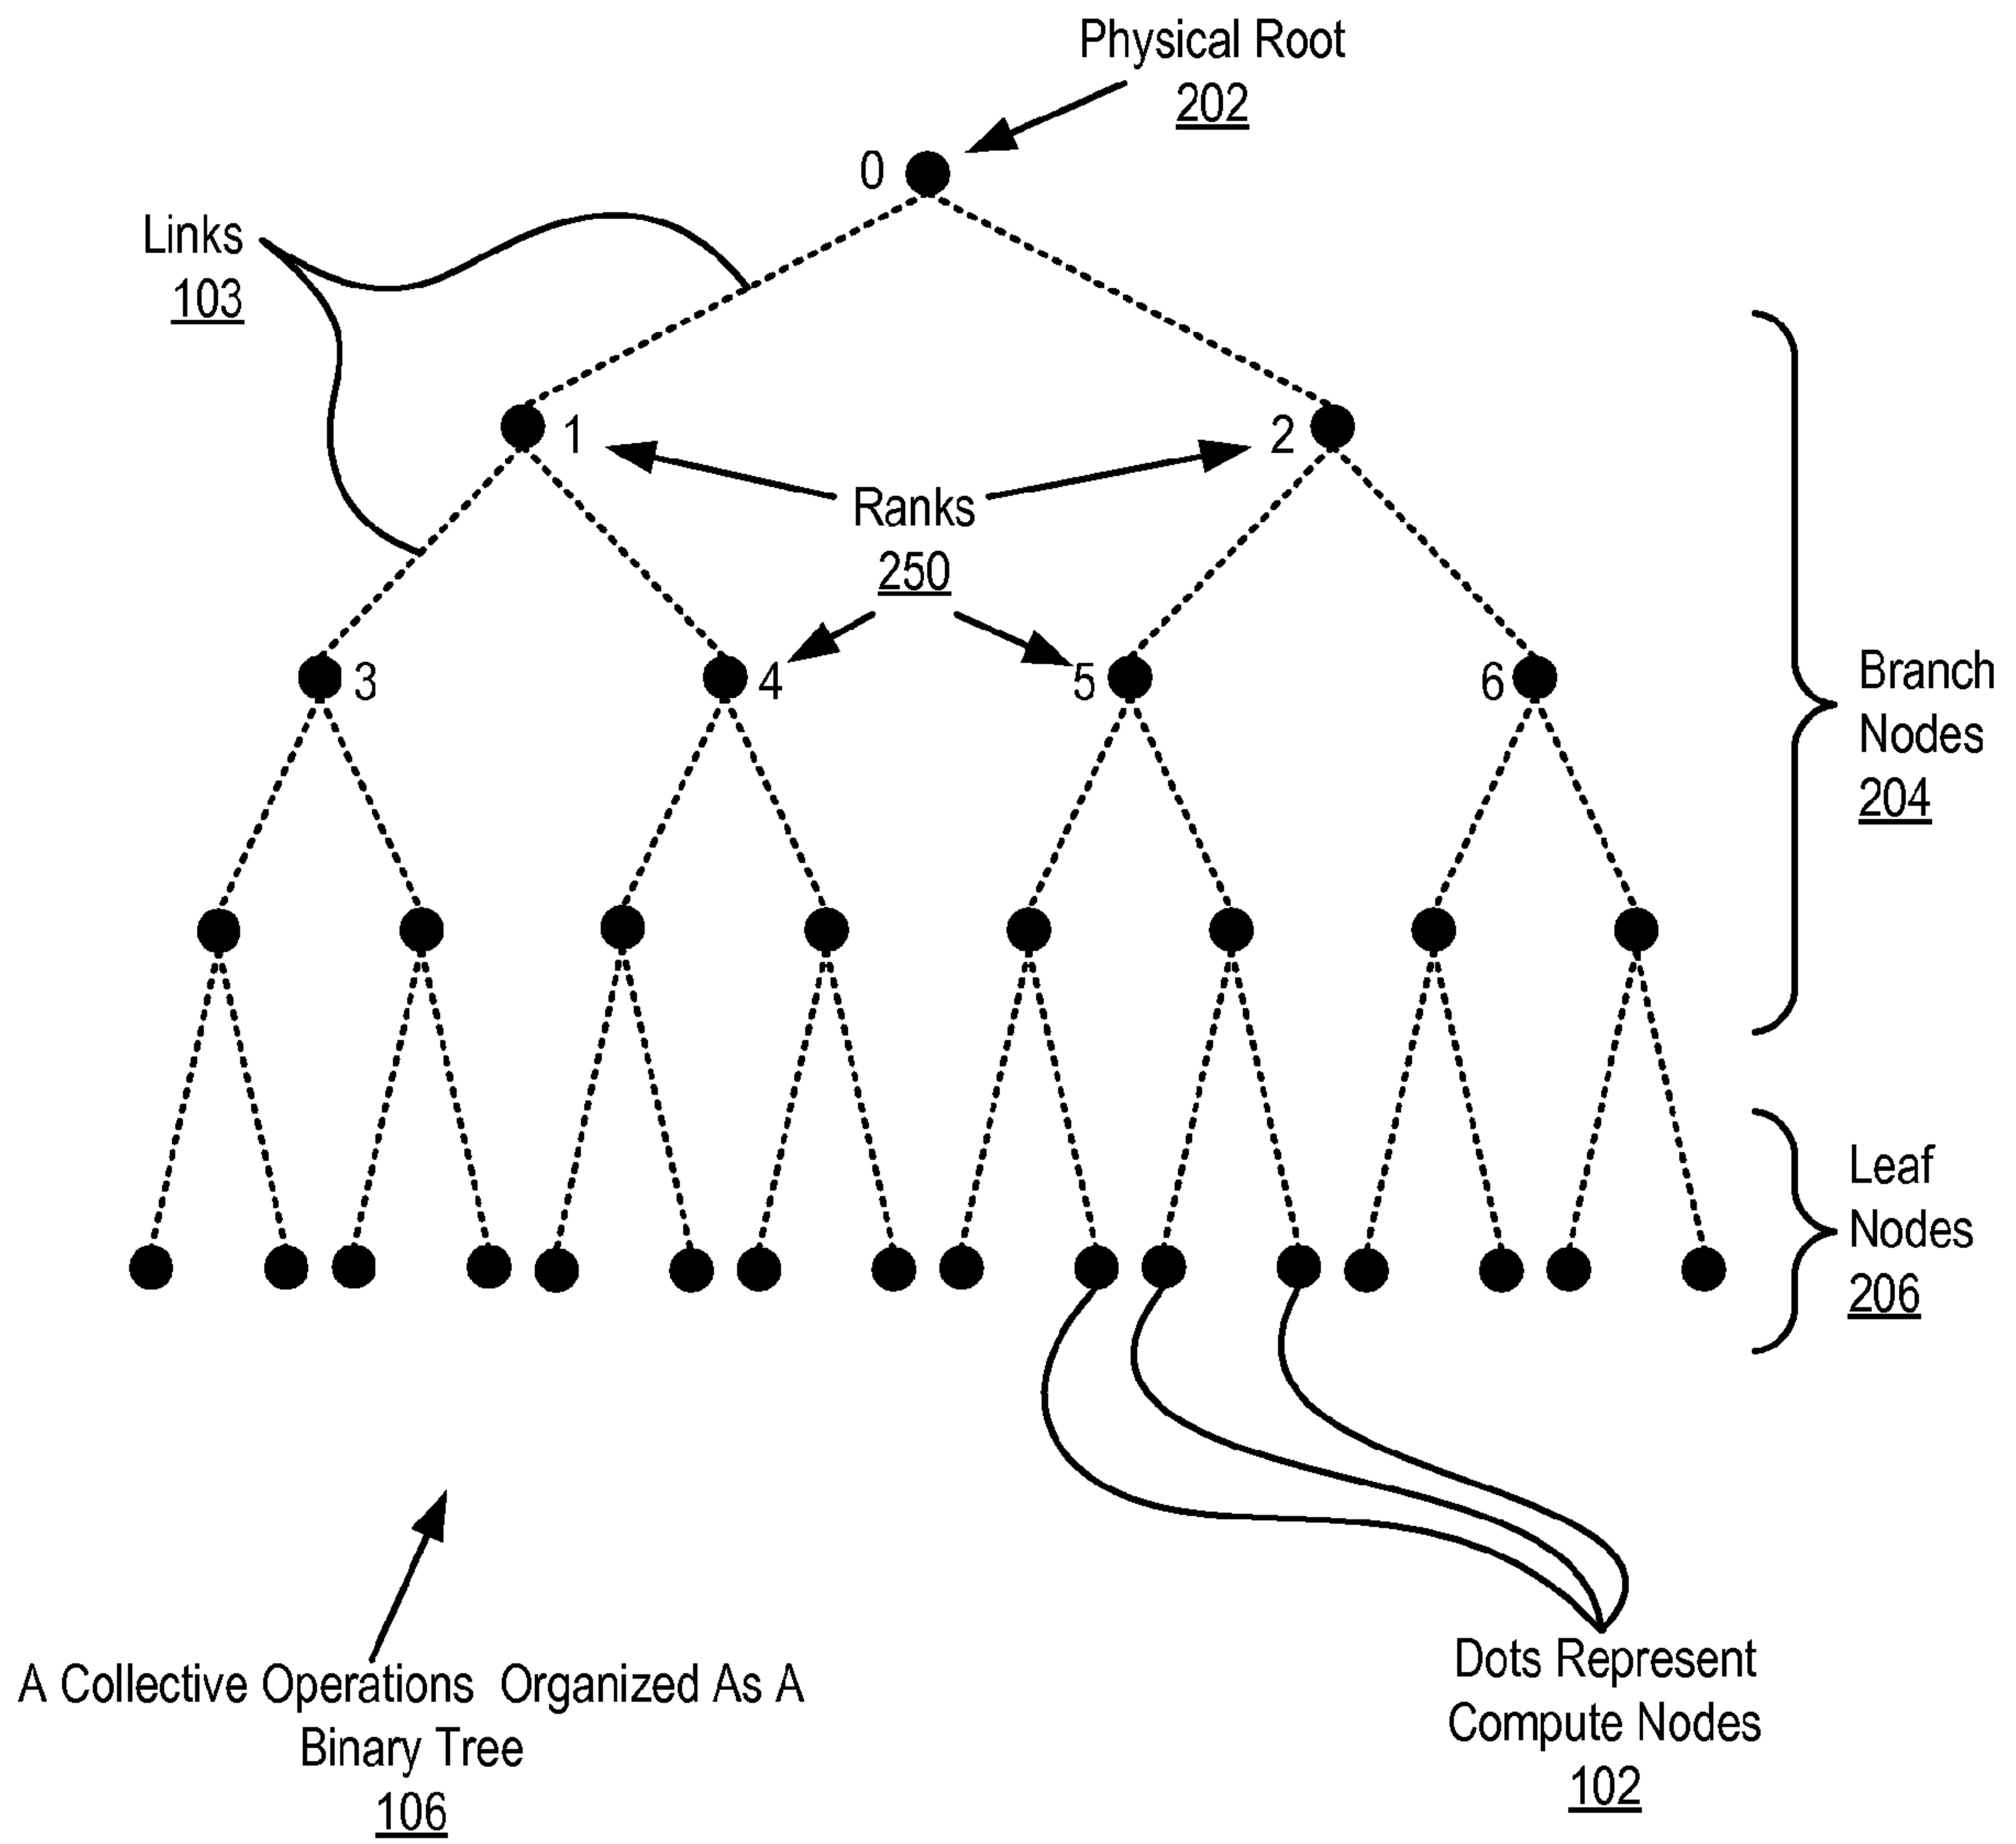 Physical Root
202
0
Links
103
1
2
Ranks
250
3
4
5
6
Branch
Nodes
204
Leaf
Nodes
206
A Collective Operations Organized As A
Binary Tree
106
Dots Represent
Compute Nodes
102